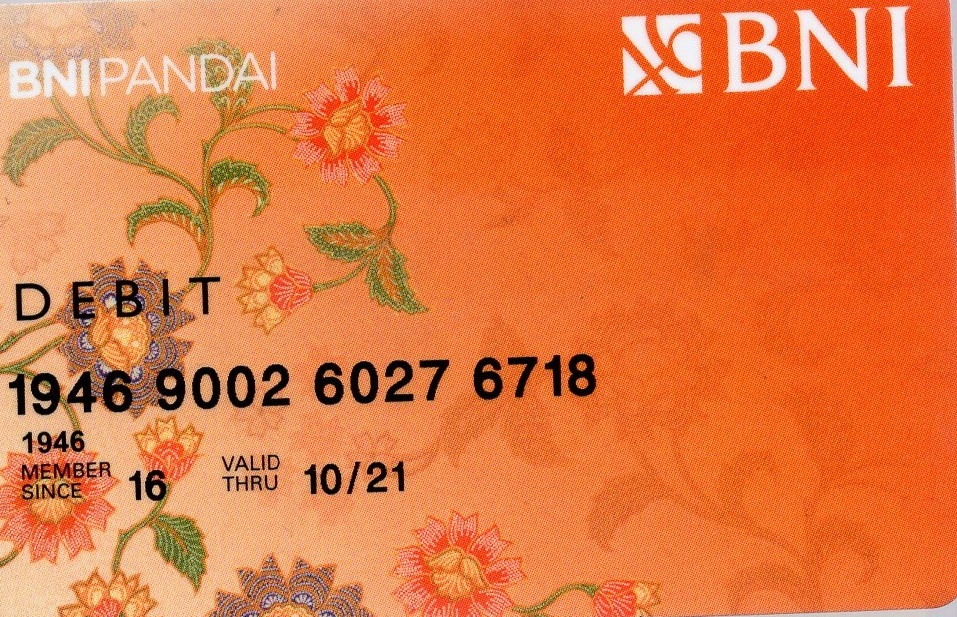 BNI PANDAI
BNI
DEBIT
1946 9002 6027 6718
1946
MEMBER SINCE 16 VALID THRU 10/21